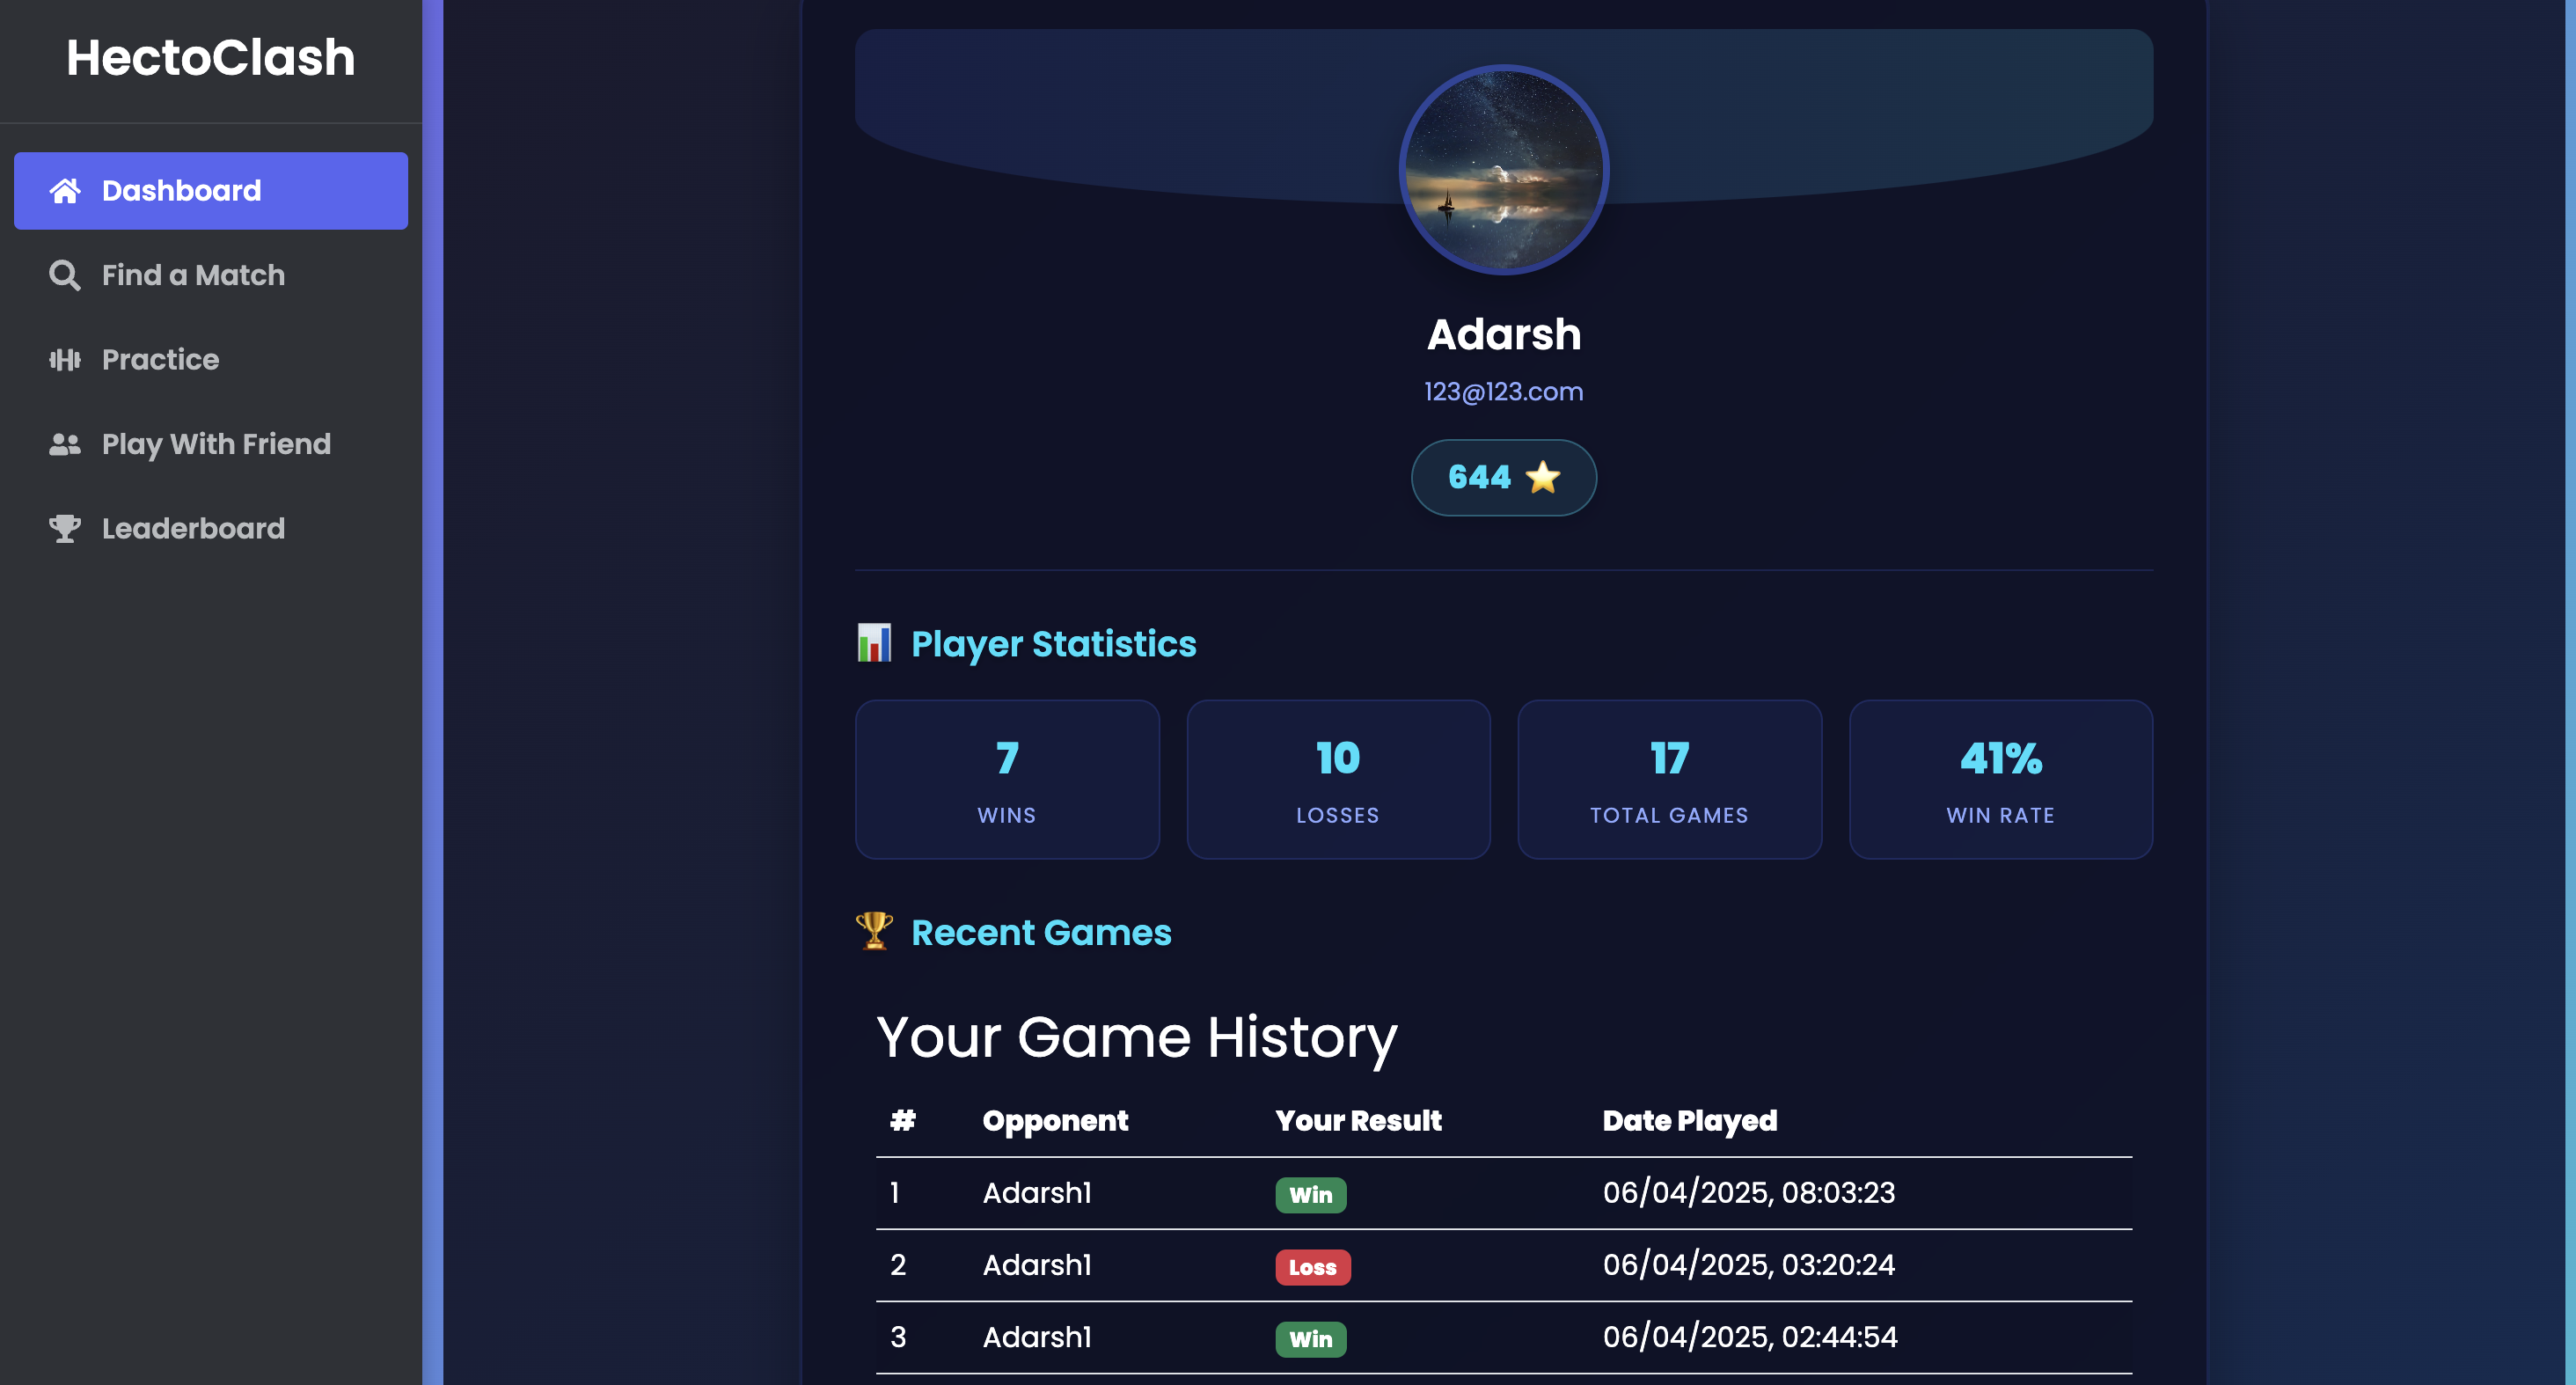 HectoClash
Dashboard
Find a Match
Practice
Play With Friend
Leaderboard
Adarsh
123@123.com
644 ⭐
📊 Player Statistics
7
WINS
10
LOSSES
17
TOTAL GAMES
41%
WIN RATE
🏆 Recent Games
Your Game History
# Opponent Your Result Date Played
1 Adarsh1 Win 06/04/2025, 08:03:23
2 Adarsh1 Loss 06/04/2025, 03:20:24
3 Adarsh1 Win 06/04/2025, 02:44:54